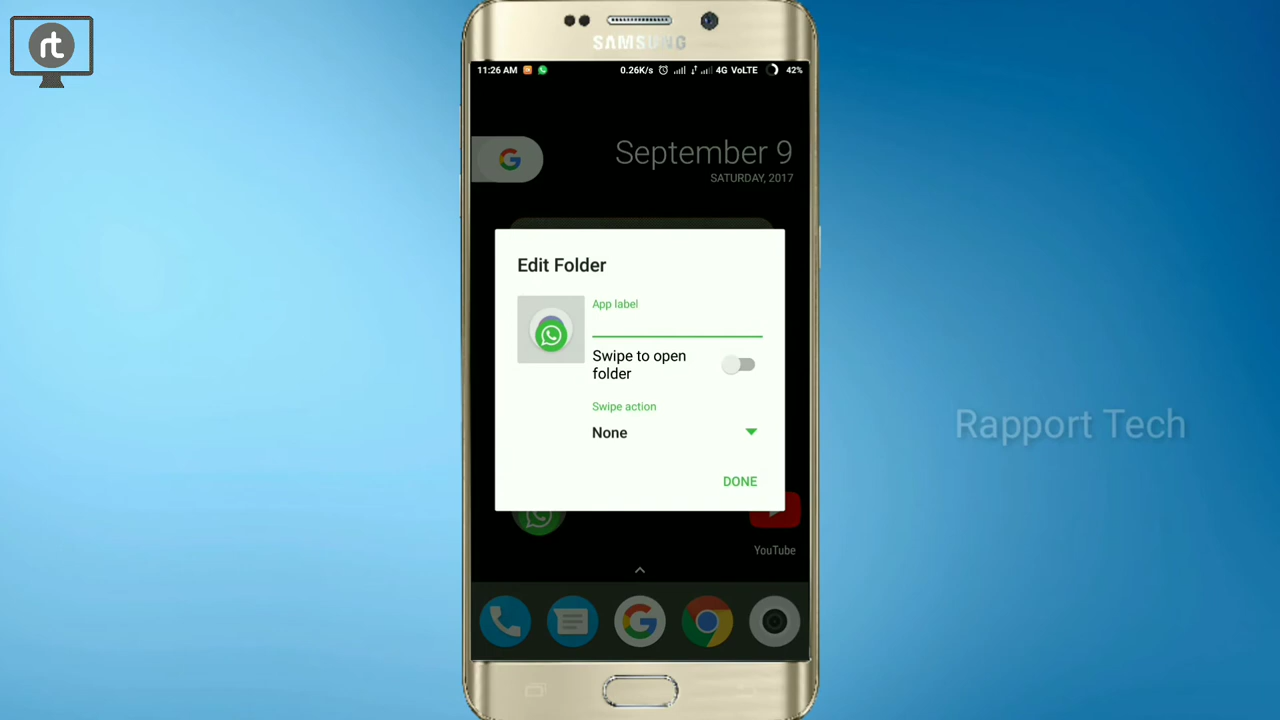 rt
SAMSUNG
11:26 AM 0.26K/s 4G VoLTE 42%
September 9
SATURDAY, 2017
Edit Folder
App label
Swipe to open
folder
Swipe action
None
DONE
YouTube
Rapport Tech